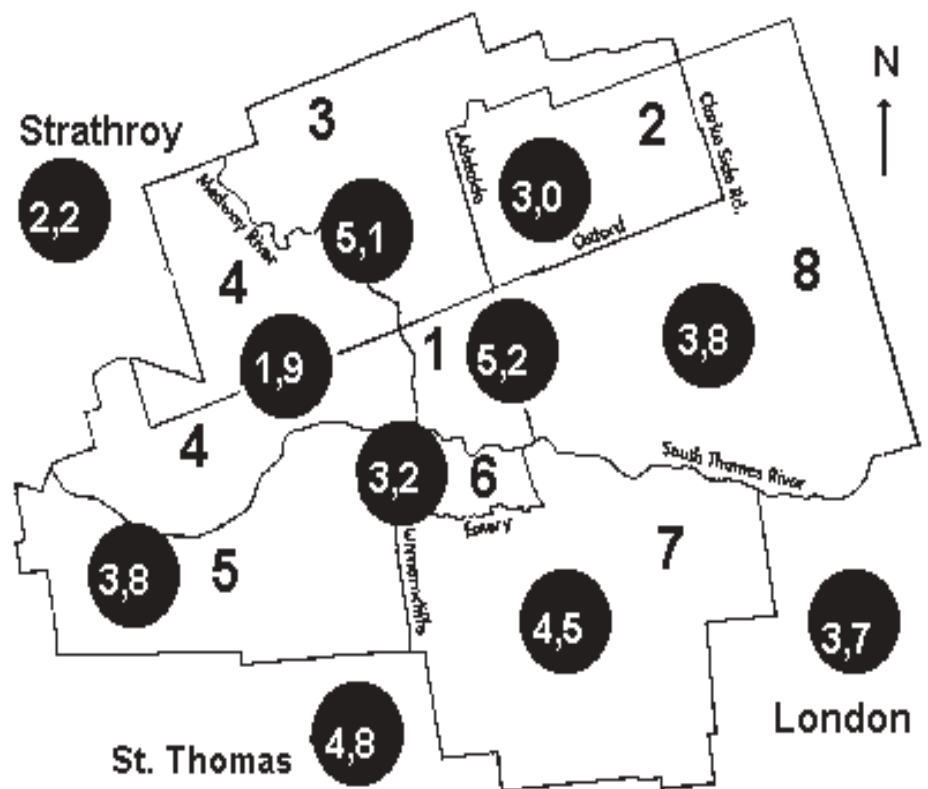 N
3
2
Strathroy
Clarke Side Rd.
Adelaide
2,2
3,0
Medway River
5,1
Oxford
4
8
1
3,8
5,2
1,9
4
6
South Thames River
3,2
Emery
7
3,8
5
4,5
3,7
London
St. Thomas
4,8